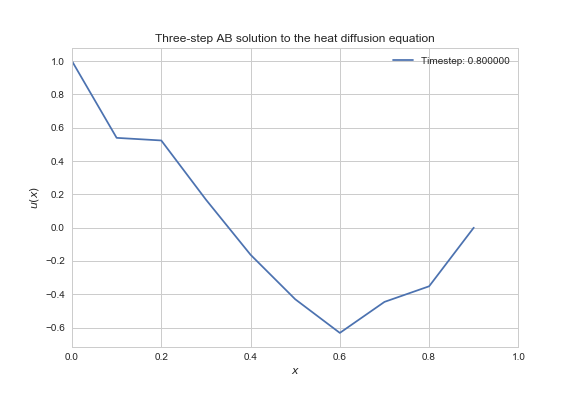 Three-step AB solution to the heat diffusion equation
Timestep: 0.800000
1.0
0.8
0.6
0.4
0.2
0.0
−0.2
−0.4
−0.6
u(x)
0.0 0.2 0.4 0.6 0.8 1.0
x